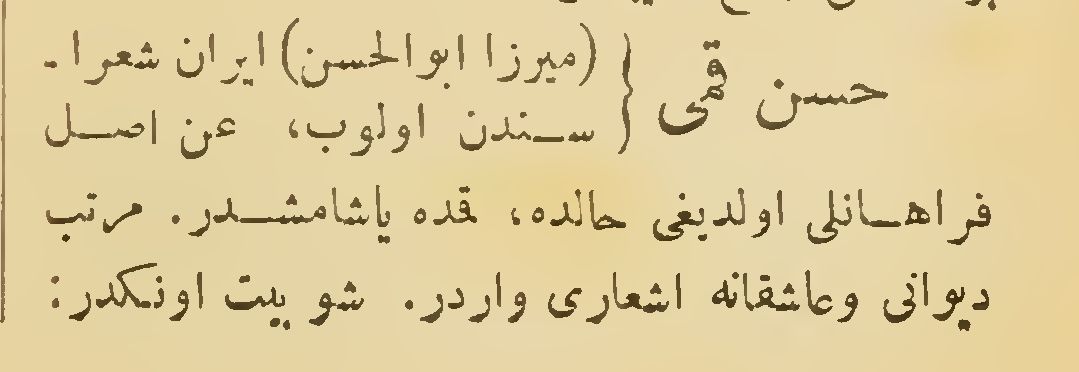 حسن قمی { (میرزا ابوالحسن) ایران شعرا-
سندن اولوب، عن اصل
فراهانلی اولدیغی حالده، قمده یاشامشدر. مرتب
دیوانی وعاشقانه اشعاری واردر. شو بیت اونکدر: